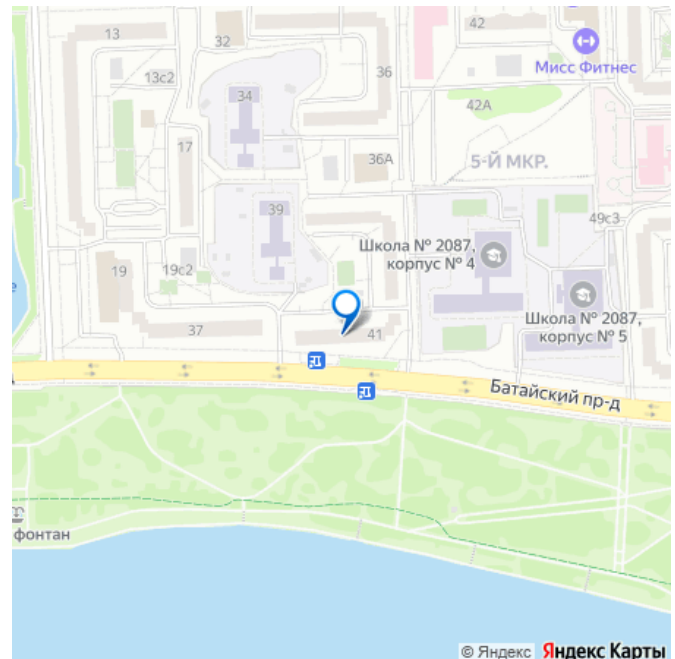 13
32
42
Мисс Фитнес
13с2
36
34
42А
17
36А
5-Й МКР.
39
49с3
Школа № 2087,
корпус № 4
19
19с2
Школа № 2087,
корпус № 5
37
41
Батайский пр-д
фонтан
© Яндекс Яндекс Карты